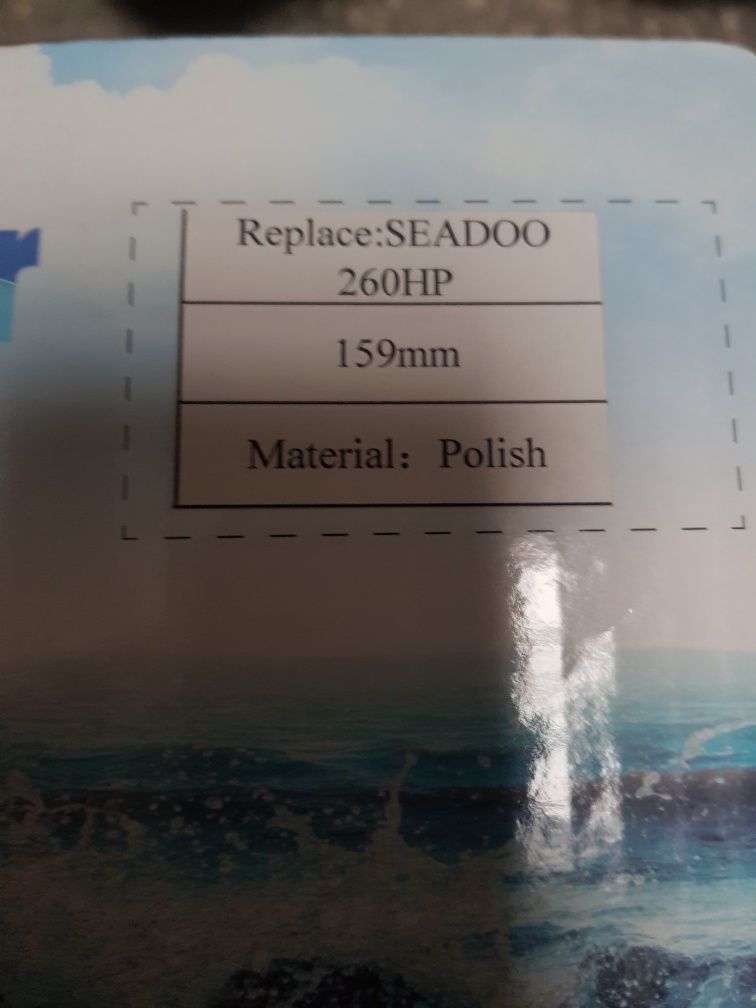 Replace:SEADOO
260HP
159mm
Material：Polish